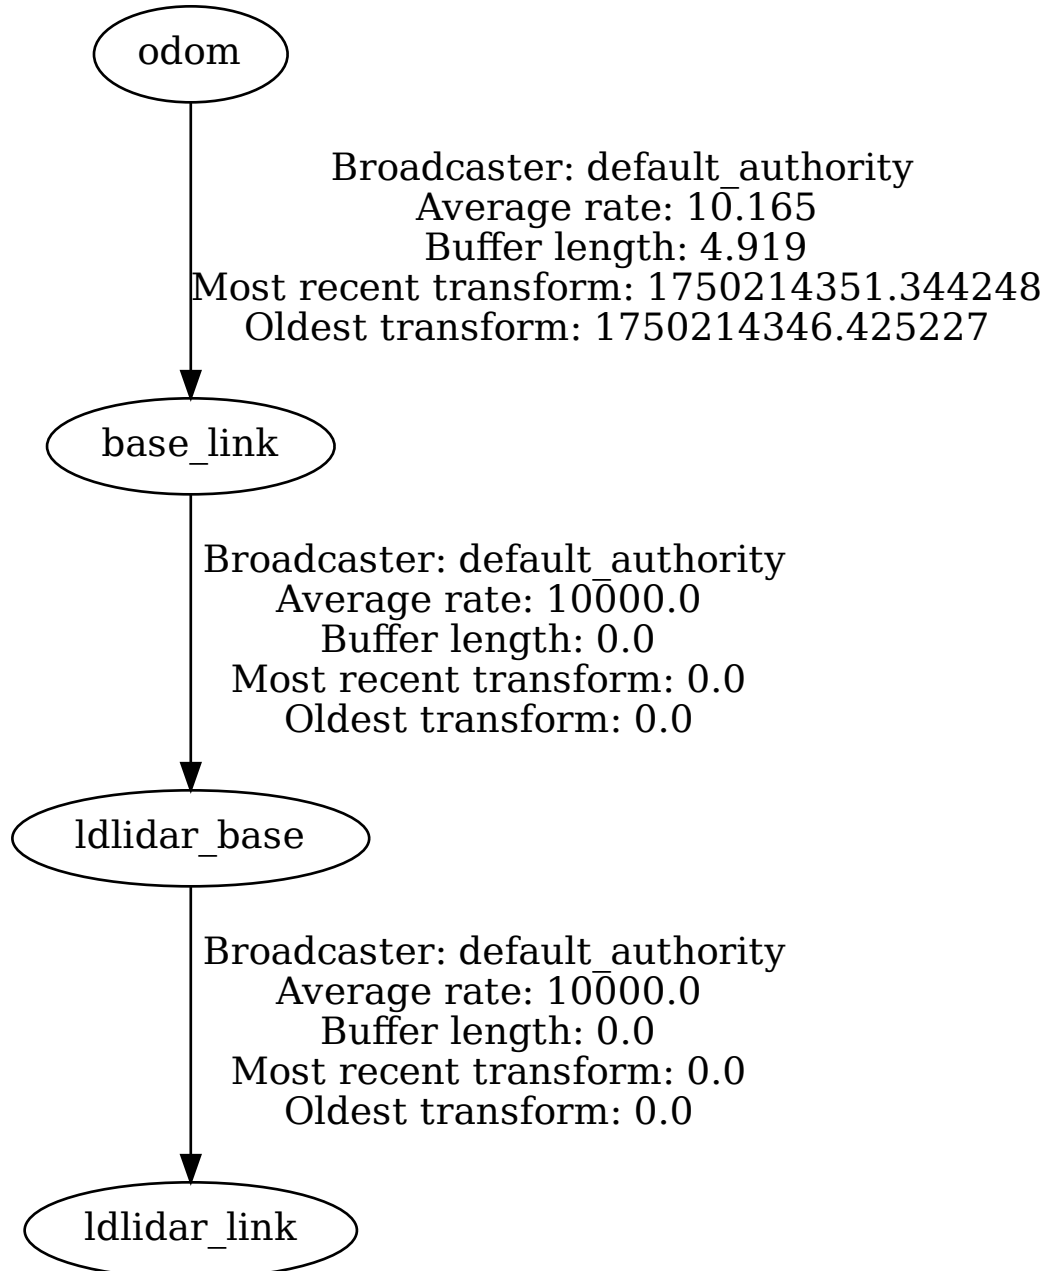 odom
Broadcaster: default_authority
Average rate: 10.165
Buffer length: 4.919
Most recent transform: 1750214351.344248
Oldest transform: 1750214346.425227
base_link
Broadcaster: default_authority
Average rate: 10000.0
Buffer length: 0.0
Most recent transform: 0.0
Oldest transform: 0.0
ldlidar_base
Broadcaster: default_authority
Average rate: 10000.0
Buffer length: 0.0
Most recent transform: 0.0
Oldest transform: 0.0
ldlidar_link